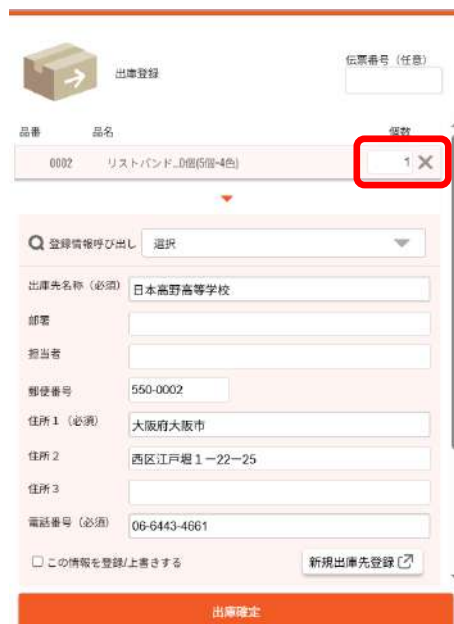 出庫登録
伝票番号（任意）
品番 品名 個数
0002 リストバンド_0個(5個×4色) 1
登録情報呼び出し 選択
出庫先名称（必須） 日本高野高等学校
部署
担当者
郵便番号 550-0002
住所1（必須） 大阪府大阪市
住所2 西区江戸堀1ー22ー25
住所3
電話番号（必須） 06-6443-4661
この情報を登録/上書きする 新規出庫先登録
出庫確定